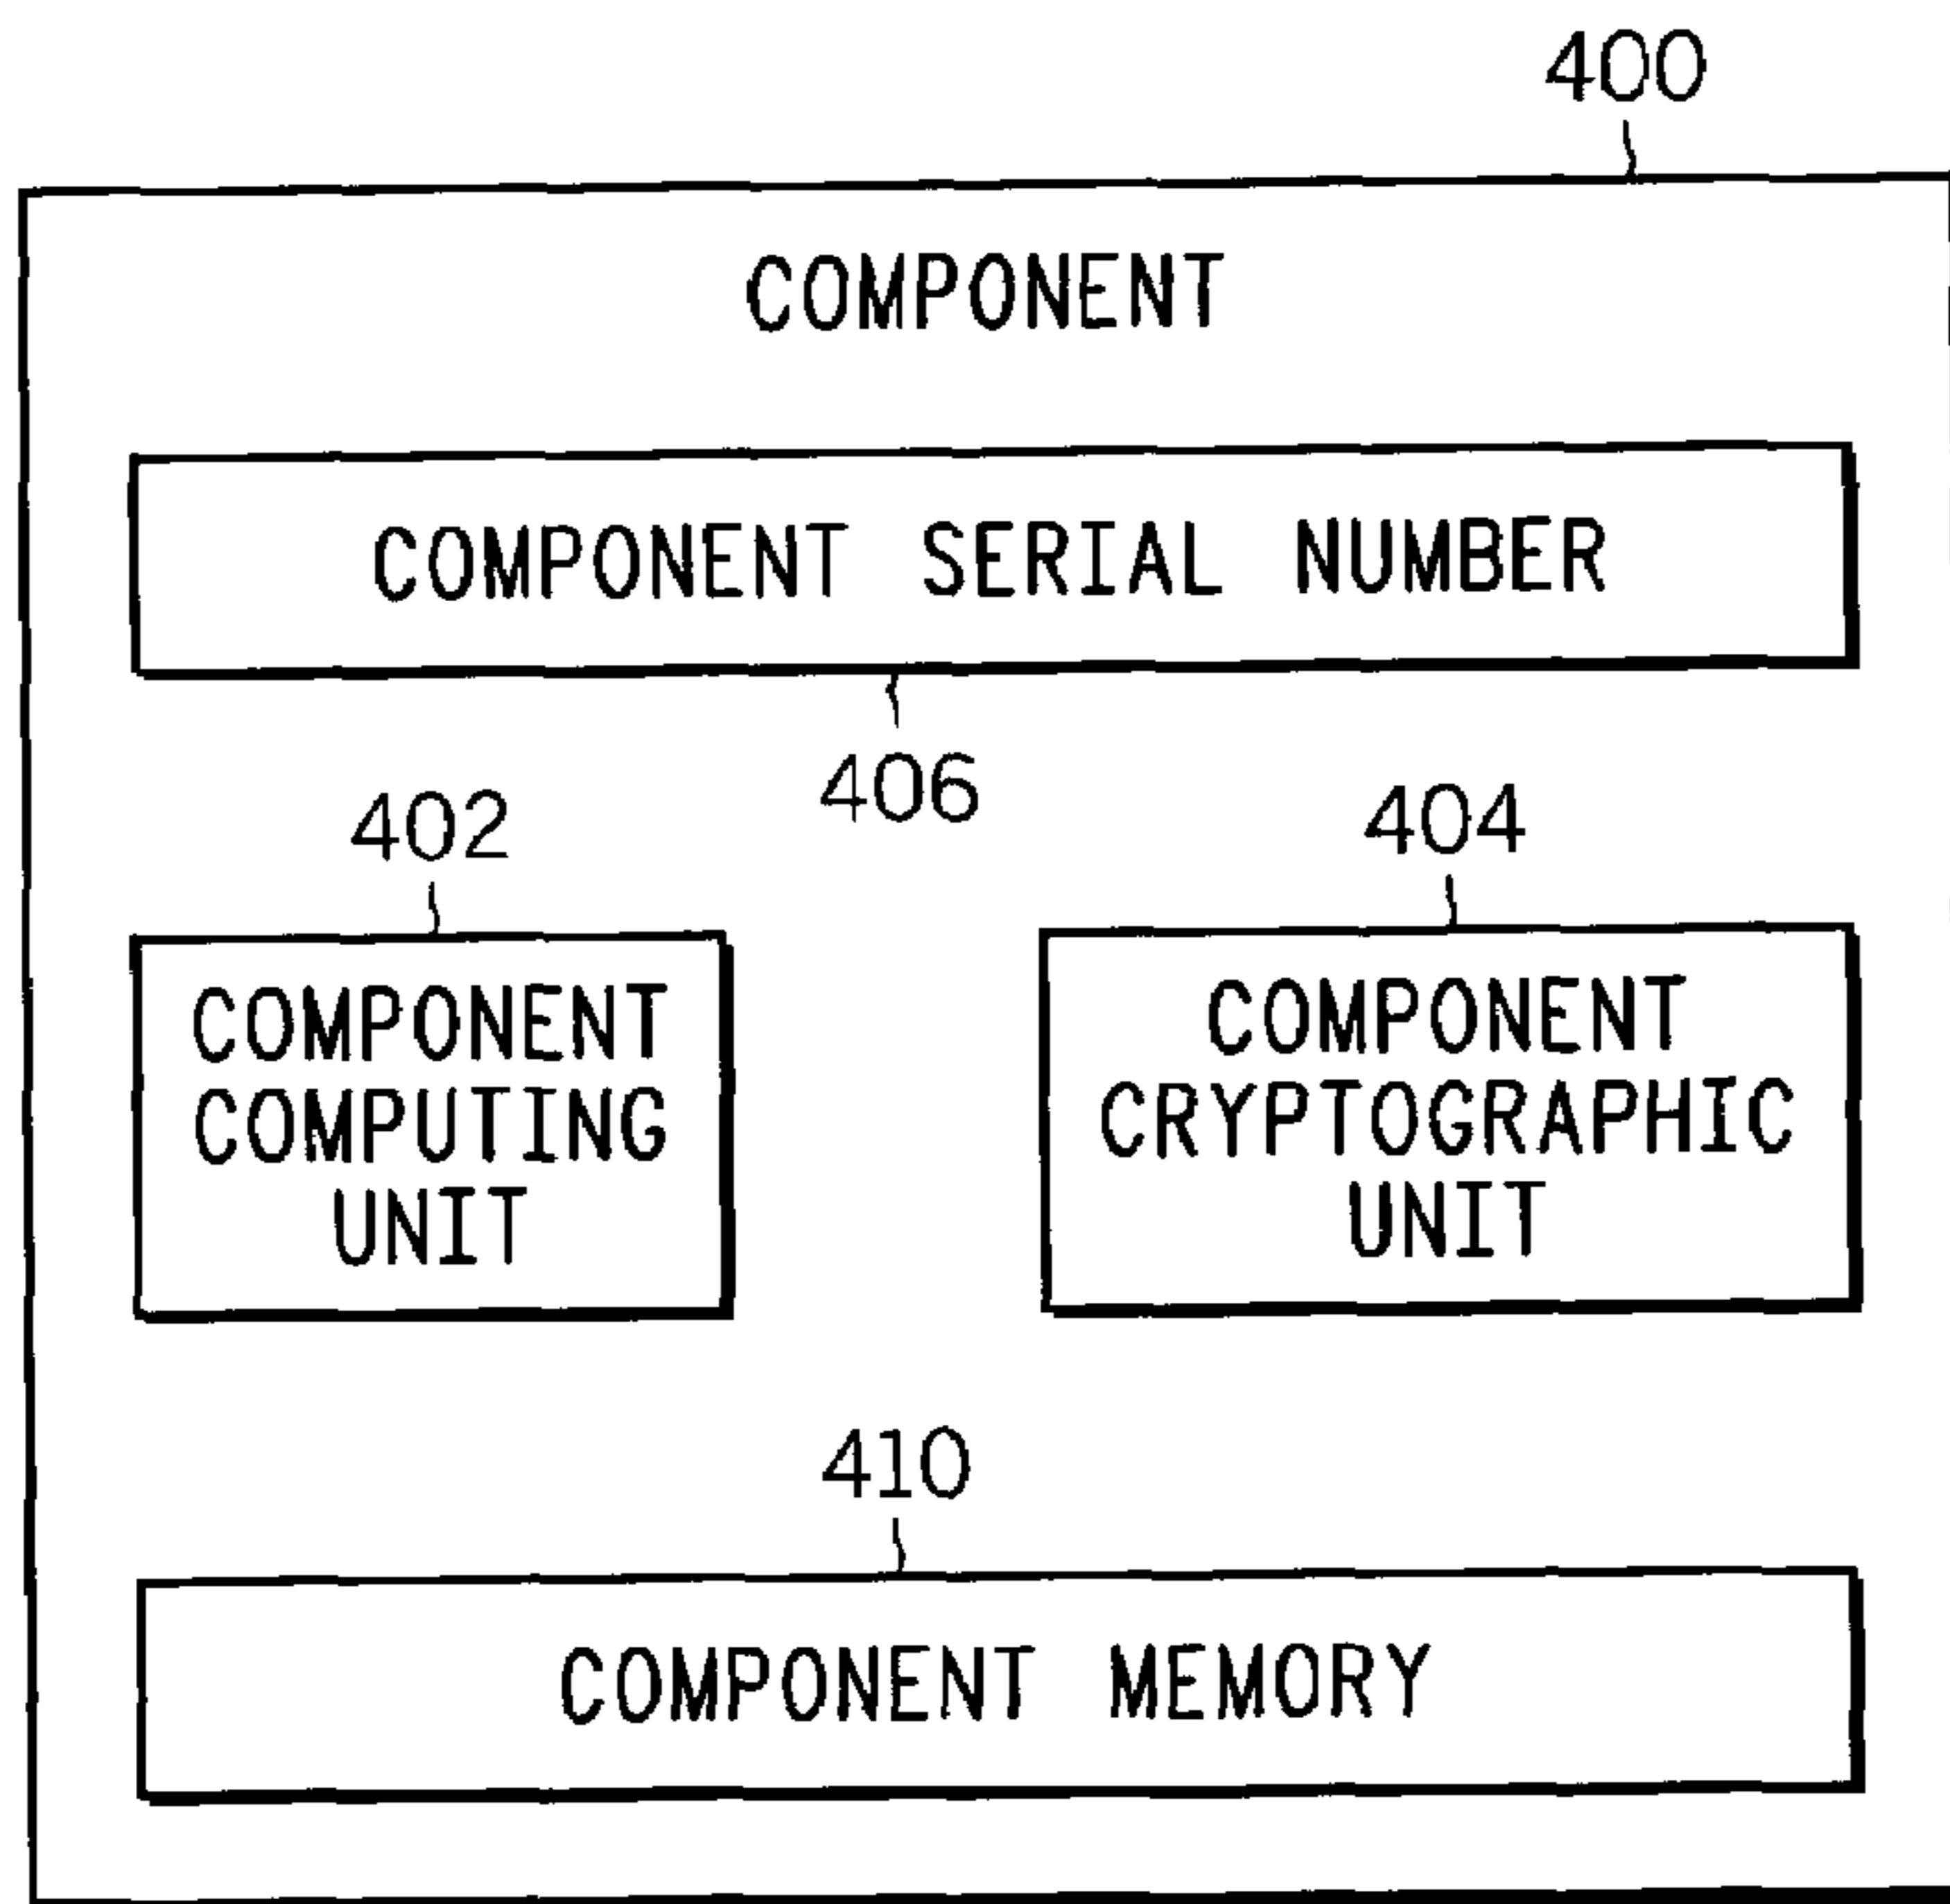 400
COMPONENT
COMPONENT SERIAL NUMBER
406
402
404
COMPONENT
COMPUTING
UNIT
COMPONENT
CRYPTOGRAPHIC
UNIT
410
COMPONENT MEMORY